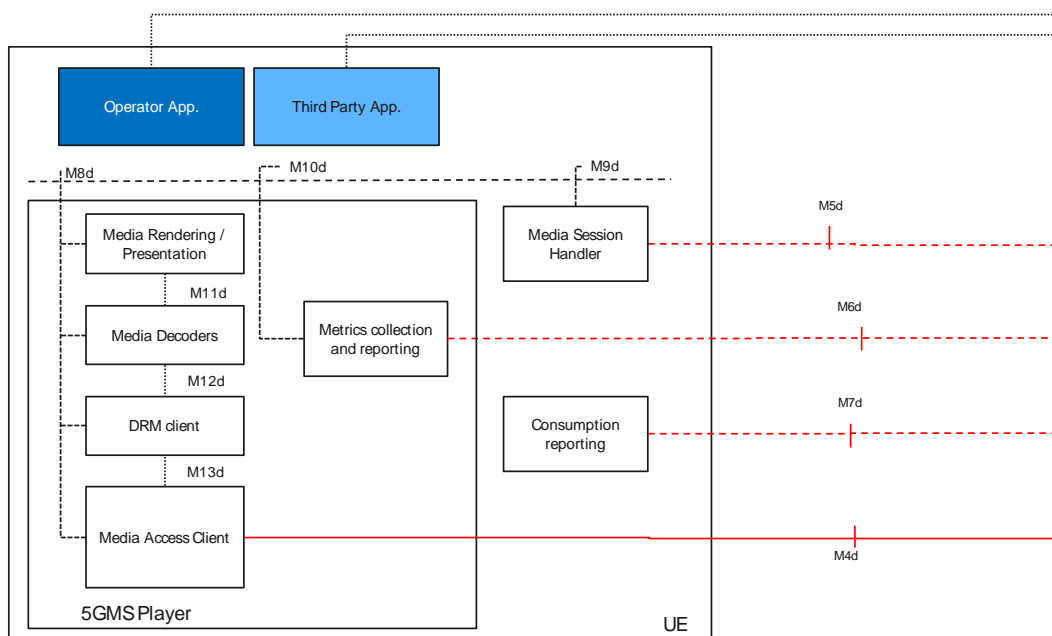 Operator App.
Third Party App.
M8d
M10d
M9d
Media Rendering /
Presentation
Media Session
Handler
M5d
M11d
Media Decoders
Metrics collection
and reporting
M6d
M12d
DRM client
Consumption
reporting
M7d
M13d
Media Access Client
M4d
5GMS Player
UE